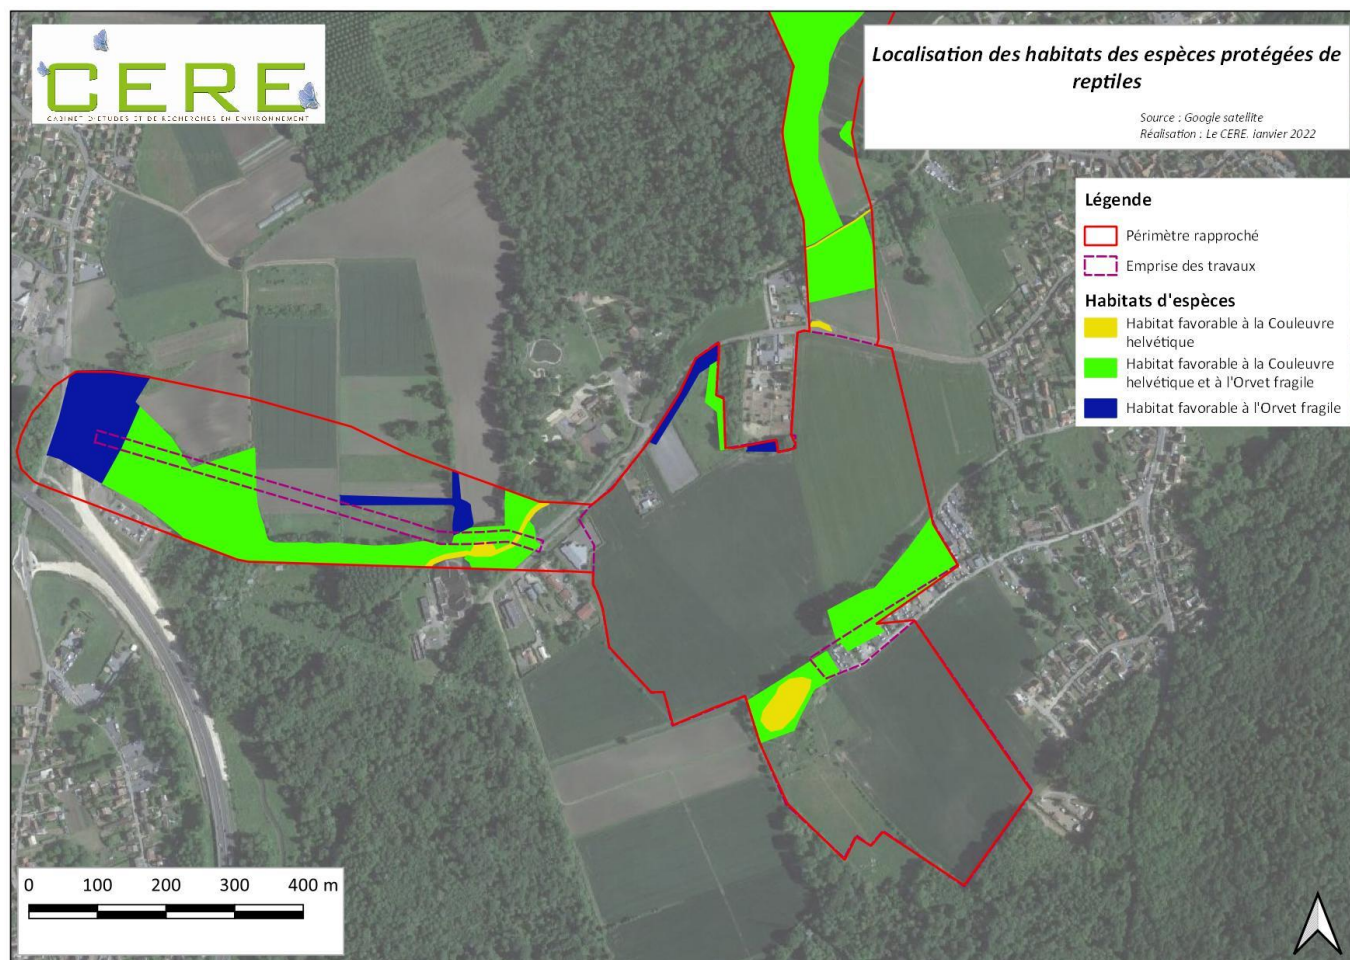 CERE
CABINET D'ETUDES ET DE RECHERCHES EN ENVIRONNEMENT
Localisation des habitats des espèces protégées de
reptiles
Source : Google satellite
Réalisation : Le CERE, janvier 2022
Légende
Périmètre rapproché
Emprise des travaux
Habitats d'espèces
Habitat favorable à la Couleuvre
helvétique
Habitat favorable à la Couleuvre
helvétique et à l'Orvet fragile
Habitat favorable à l'Orvet fragile
0 100 200 300 400 m